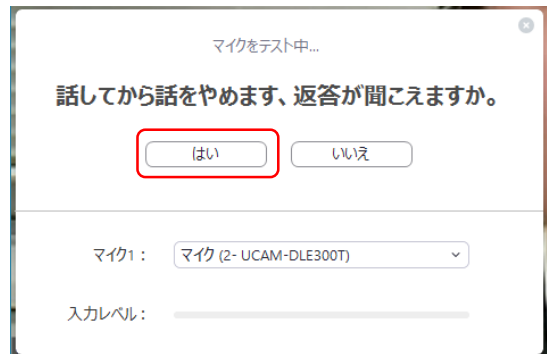 マイクをテスト中...
話してから話をやめます、返答が聞こえますか。
はい いいえ
マイク1： マイク (2- UCAM-DLE300T)
入力レベル：